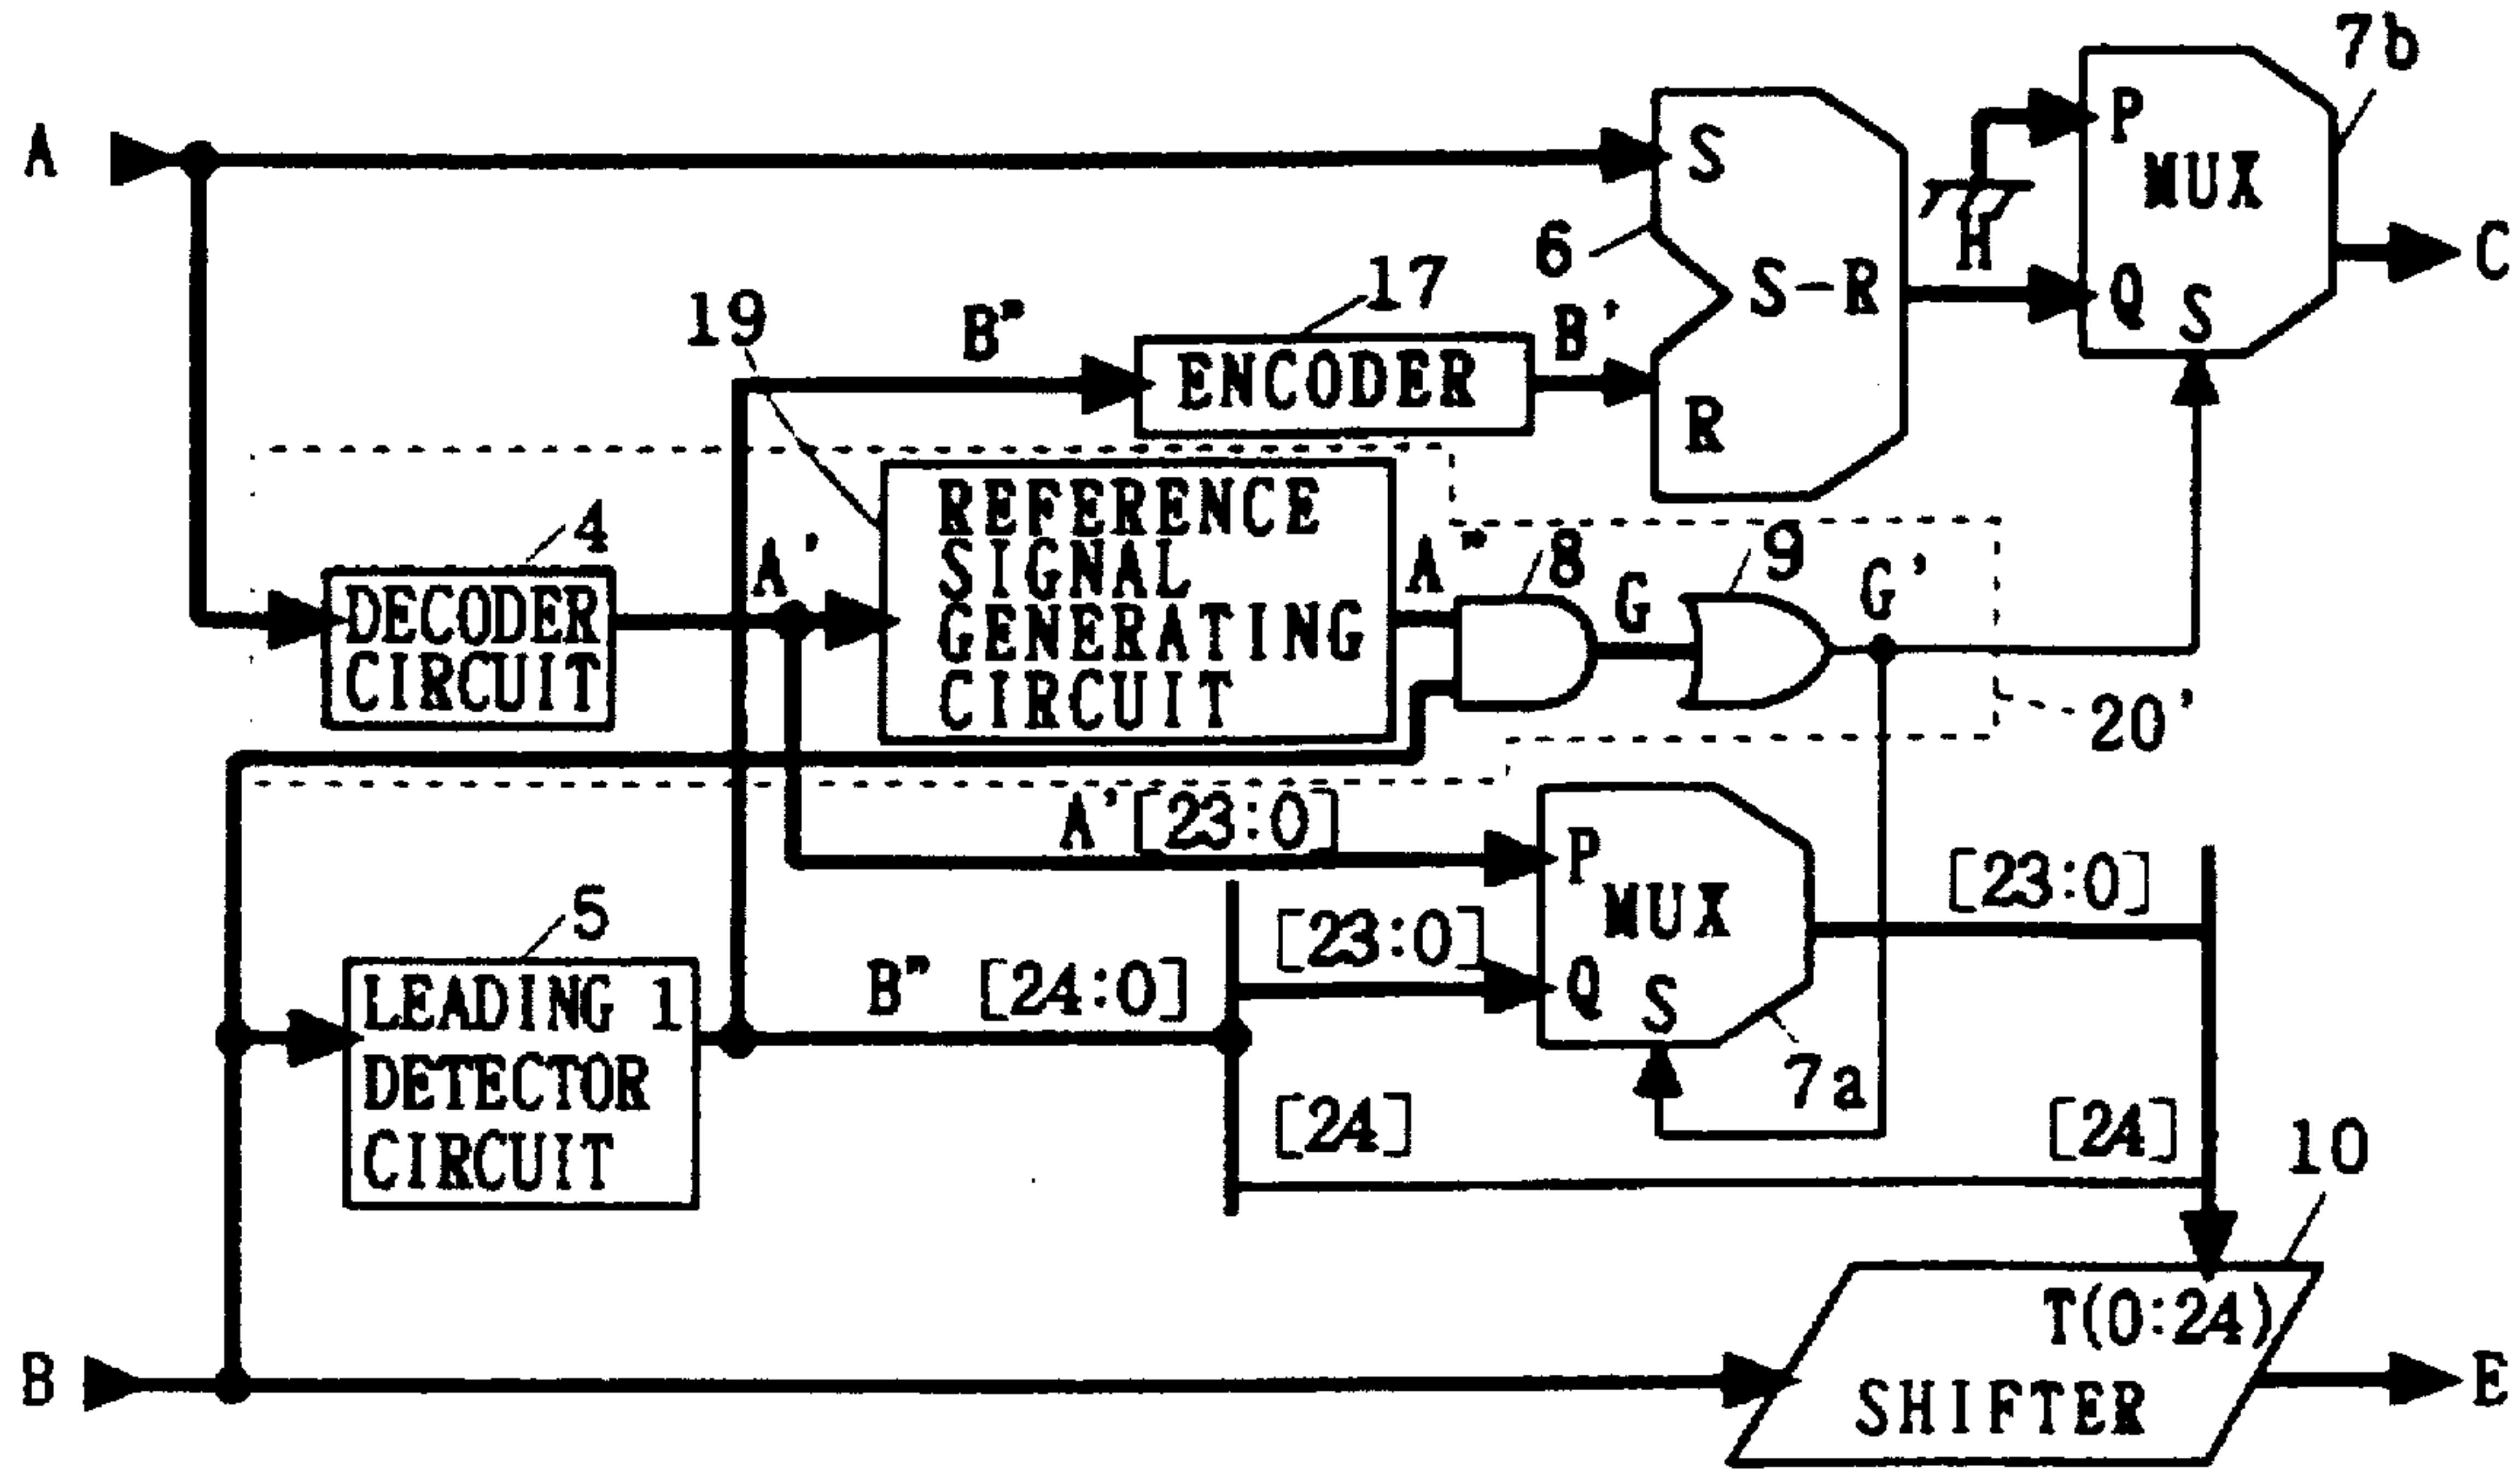 7b
A
S
P
MUX
6
H
C
17
S-R
Q
S
19
B"
B'
ENCODER
R
REFERENCE
SIGNAL
GENERATING
CIRCUIT
4
A'
A"
8
G
9
G'
DECODER
CIRCUIT
20'
A'[23:0]
P
MUX
[23:0]
5
[23:0]
B" [24:0]
Q
S
LEADING 1
DETECTOR
CIRCUIT
7a
[24]
[24]
10
T(0:24)
B
SHIFTER
E